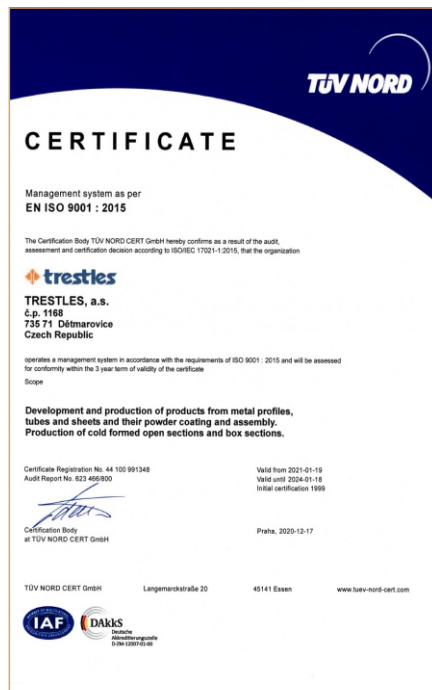 TÜV NORD
CERTIFICATE
Management system as per
EN ISO 9001 : 2015
The Certification Body TÜV NORD CERT GmbH hereby confirms as a result of the audit,
assessment and certification decision according to ISO/IEC 17021-1:2015, that the organization
trestles
TRESTLES, a.s.
č.p. 1168
735 71 Dětmarovice
Czech Republic
operates a management system in accordance with the requirements of ISO 9001 : 2015 and will be assessed
for conformity within the 3 year term of validity of the certificate
Scope
Development and production of products from metal profiles,
tubes and sheets and their powder coating and assembly.
Production of cold formed open sections and box sections.
Certificate Registration No. 44 100 991348
Audit Report No. 623 466/800
Valid from 2021-01-19
Valid until 2024-01-18
Initial certification 1999
Certification Body
at TÜV NORD CERT GmbH
Praha, 2020-12-17
TÜV NORD CERT GmbH Langemarckstraße 20 45141 Essen www.tuev-nord-cert.com
IAF
DAkkS
Deutsche
Akkreditierungsstelle
D-ZM-12007-01-00